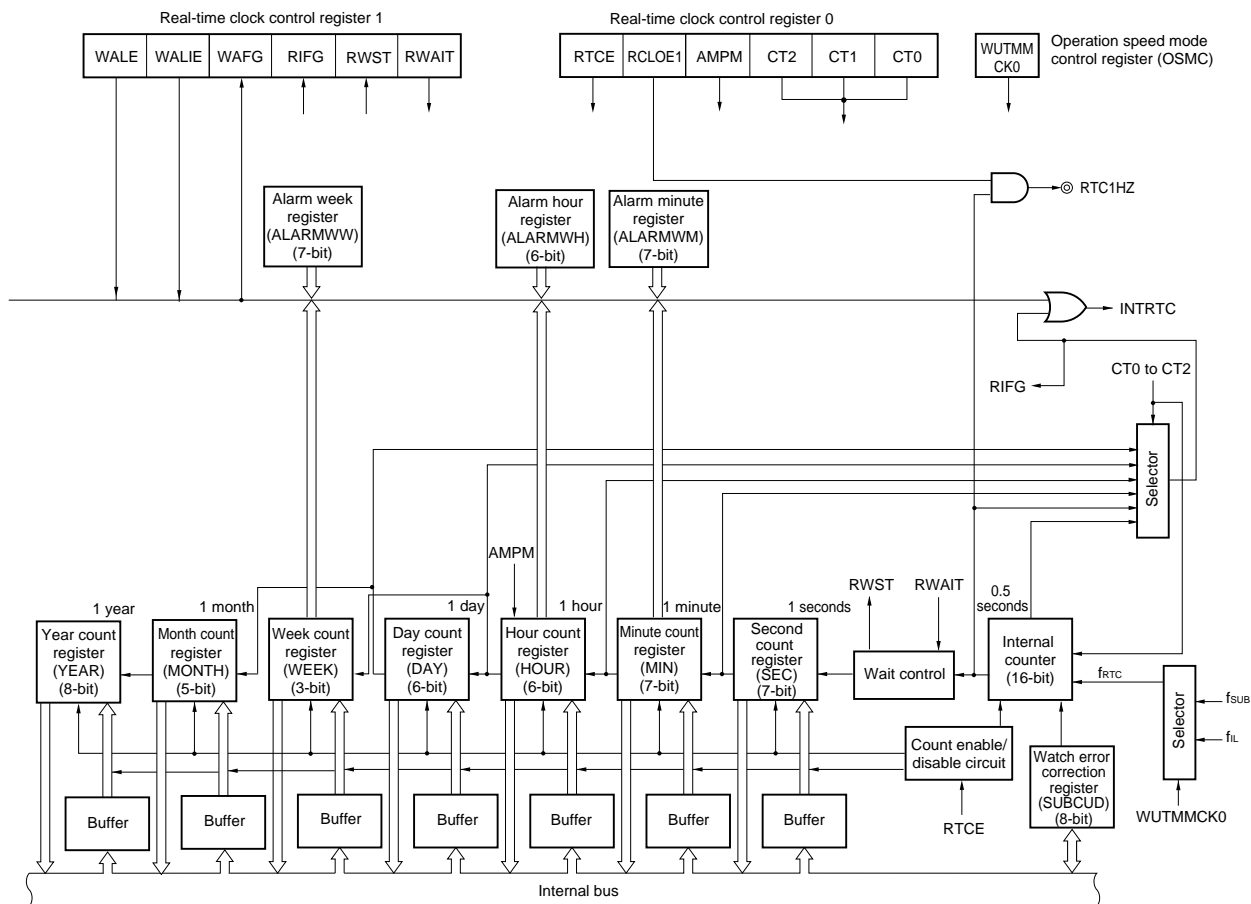 Real-time clock control register 1
Real-time clock control register 0
WALE WALIE WAFG RIFG RWST RWAIT
RTCE RCLOE1 AMPM CT2 CT1 CT0
WUTMM
CK0
Operation speed mode
control register (OSMC)
Alarm week
register
(ALARMWW)
(7-bit)
Alarm hour
register
(ALARMWH)
(6-bit)
Alarm minute
register
(ALARMWM)
(7-bit)
RTC1HZ
INTRTC
RIFG
CT0 to CT2
Selector
AMPM
RWST
RWAIT
1 year
1 month
1 day
1 hour
1 minute
1 seconds
0.5
seconds
Year count
register
(YEAR)
(8-bit)
Month count
register
(MONTH)
(5-bit)
Week count
register
(WEEK)
(3-bit)
Day count
register
(DAY)
(6-bit)
Hour count
register
(HOUR)
(6-bit)
Minute count
register
(MIN)
(7-bit)
Second
count
register
(SEC)
(7-bit)
Wait control
Internal
counter
(16-bit)
fRTC
Selector
fSUB
fIL
WUTMMCK0
Count enable/
disable circuit
RTCE
Watch error
correction
register
(SUBCUD)
(8-bit)
Buffer
Buffer
Buffer
Buffer
Buffer
Buffer
Buffer
Internal bus